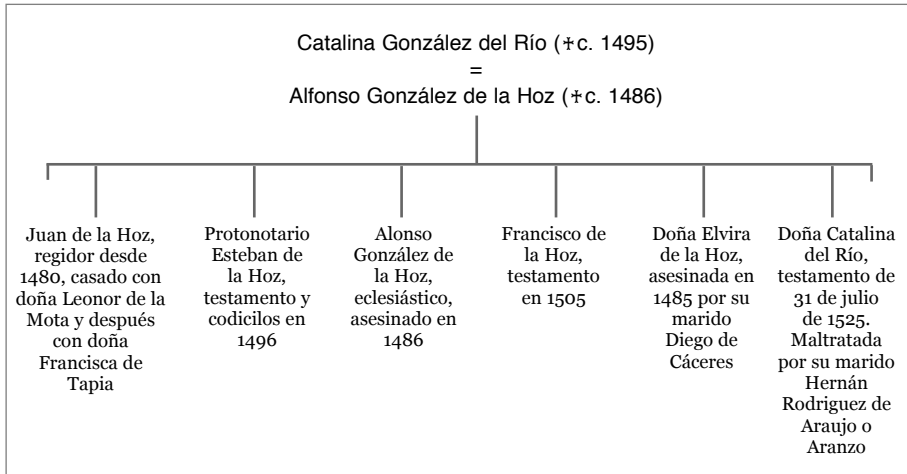 Catalina González del Río (✝c. 1495)
=
Alfonso González de la Hoz (✝c. 1486)
Juan de la Hoz,
regidor desde
1480, casado con
doña Leonor de la
Mota y después
con doña
Francisca de
Tapia
Protonotario
Esteban de
la Hoz,
testamento y
codicilos en
1496
Alonso
González de
la Hoz,
eclesiástico,
asesinado en
1486
Francisco de
la Hoz,
testamento
en 1505
Doña Elvira
de la Hoz,
asesinada en
1485 por su
marido
Diego de
Cáceres
Doña Catalina
del Río,
testamento de
31 de julio
de 1525.
Maltratada
por su marido
Hernán
Rodriguez de
Araujo o
Aranzo